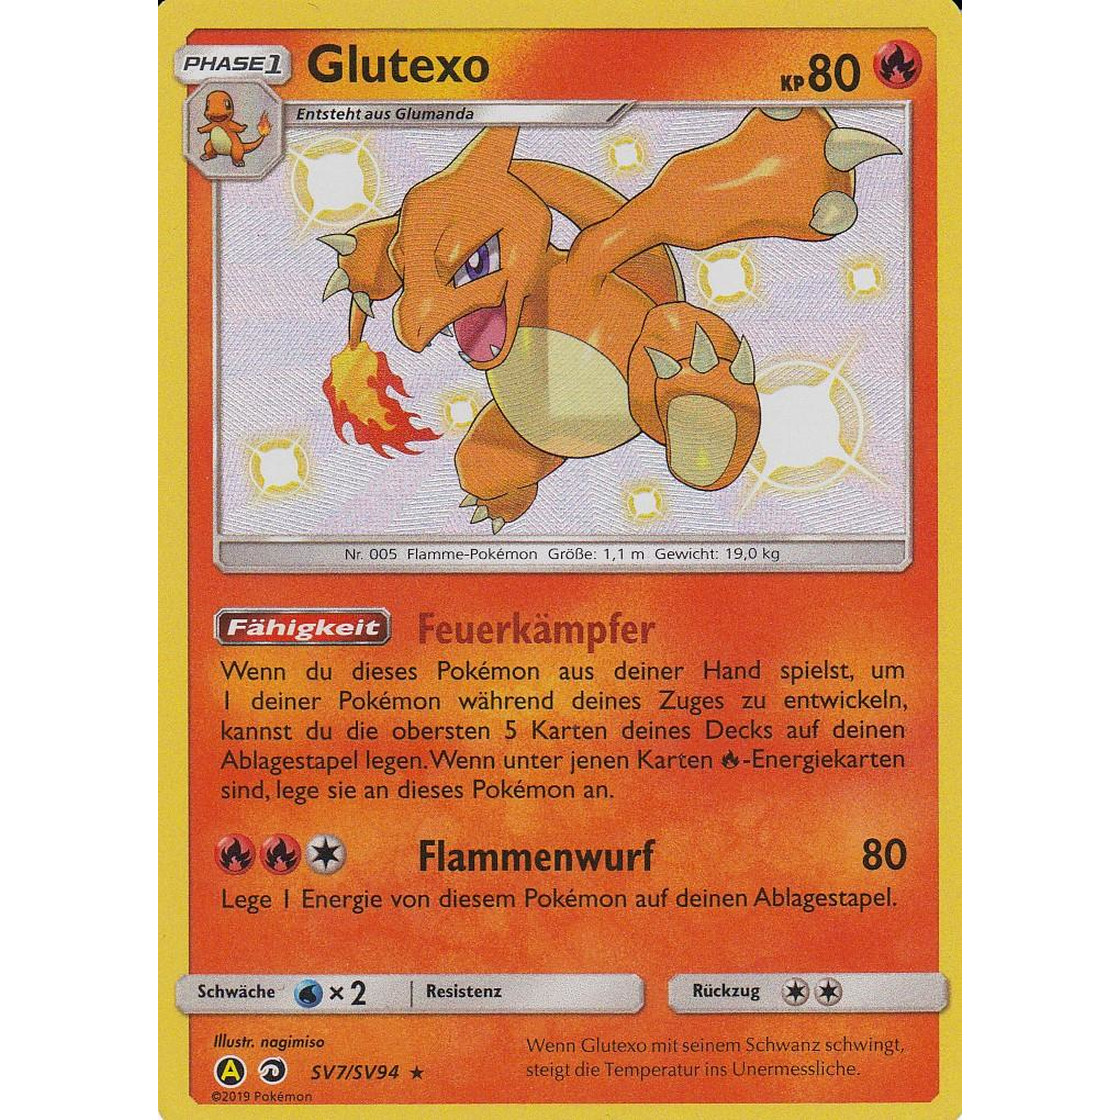 PHASE 1
Glutexo
KP 80
Entsteht aus Glumanda
Nr. 005 Flamme-Pokémon Größe: 1,1 m Gewicht: 19,0 kg
Fähigkeit Feuerkämpfer
Wenn du dieses Pokémon aus deiner Hand spielst, um
1 deiner Pokémon während deines Zuges zu entwickeln,
kannst du die obersten 5 Karten deines Decks auf deinen
Ablagestapel legen. Wenn unter jenen Karten -Energiekarten
sind, lege sie an dieses Pokémon an.
Flammenwurf 80
Lege 1 Energie von diesem Pokémon auf deinen Ablagestapel.
Schwäche ×2 Resistenz Rückzug
Illustr. nagimiso
Wenn Glutexo mit seinem Schwanz schwingt,
steigt die Temperatur ins Unermessliche.
A SV7/SV94 ★
©2019 Pokémon